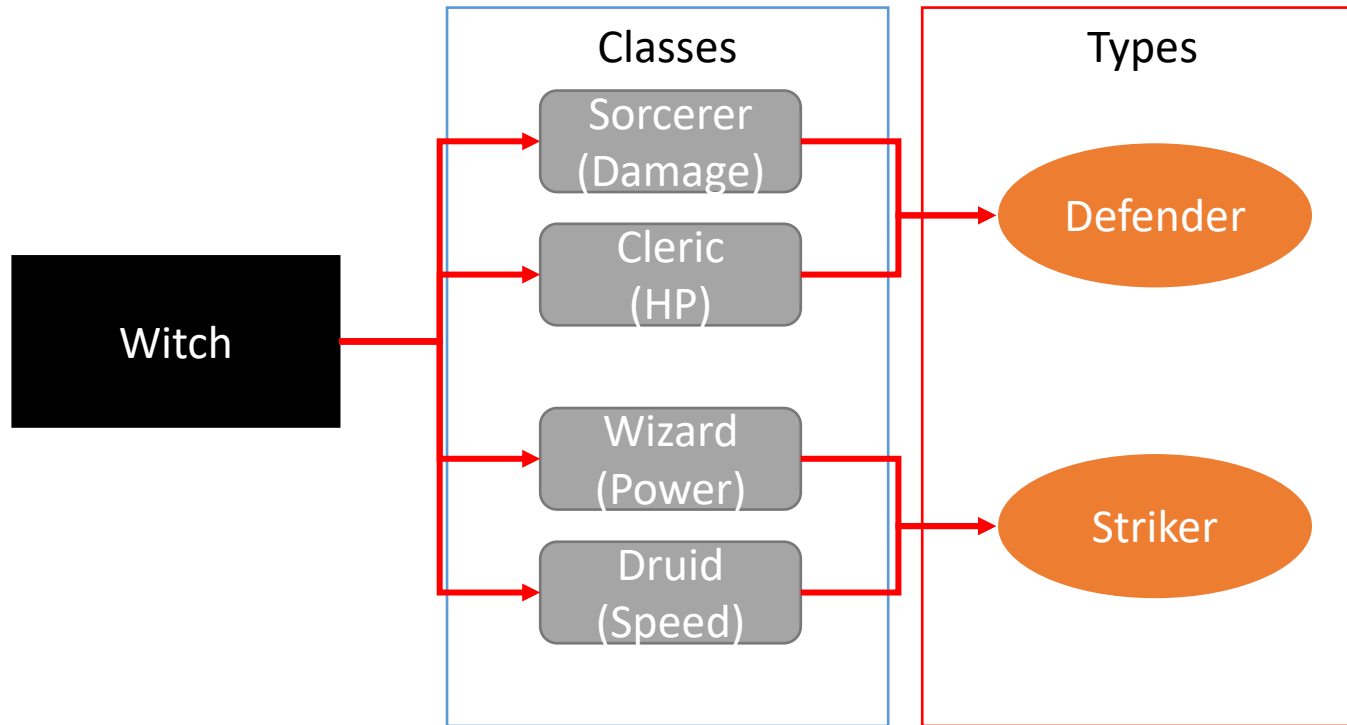 Classes
Types
Sorcerer
(Damage)
Cleric
(HP)
Witch
Wizard
(Power)
Druid
(Speed)
Defender
Striker